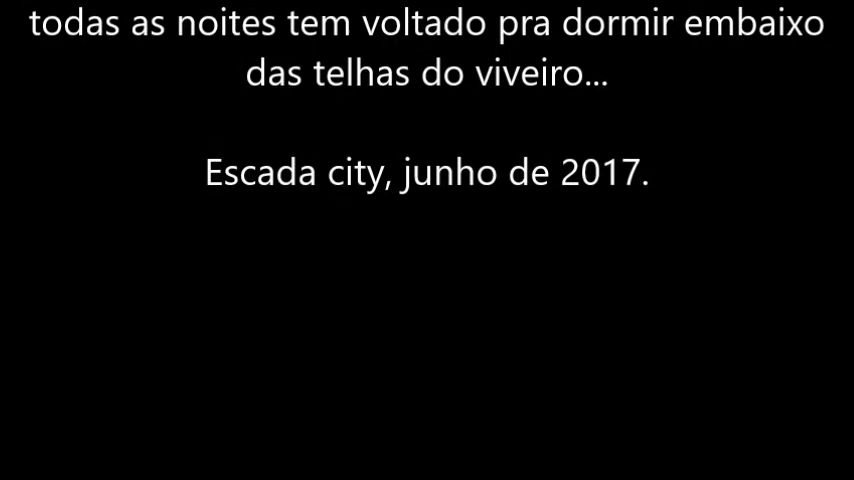 todas as noites tem voltado pra dormir embaixo
das telhas do viveiro...
Escada city, junho de 2017.